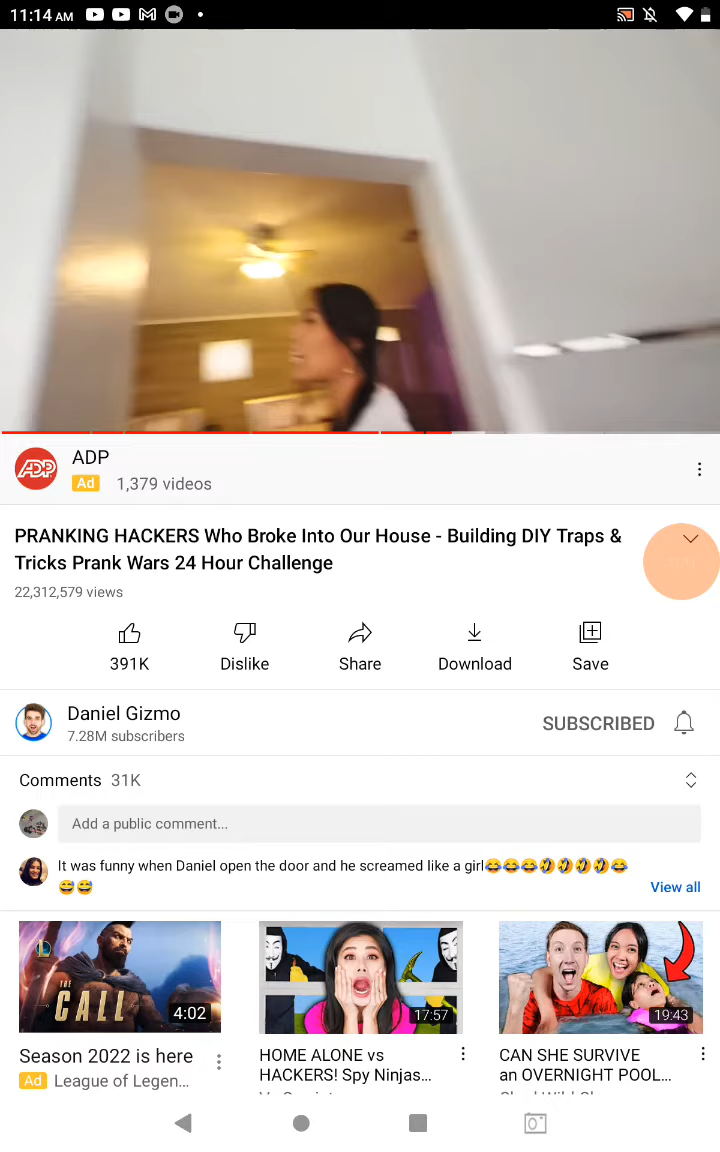 11:14 AM
ADP
ADP
Ad 1,379 videos
PRANKING HACKERS Who Broke Into Our House - Building DIY Traps &
Tricks Prank Wars 24 Hour Challenge
22,312,579 views
391K Dislike Share Download Save
Daniel Gizmo
7.28M subscribers
SUBSCRIBED
Comments 31K
Add a public comment...
It was funny when Daniel open the door and he screamed like a girl😂😂😂🤣🤣🤣🤣😂
😅😅
View all
THE
CALL
4:02
17:57
19:43
Season 2022 is here
Ad League of Legen...
HOME ALONE vs
HACKERS! Spy Ninjas...
CAN SHE SURVIVE
an OVERNIGHT POOL...